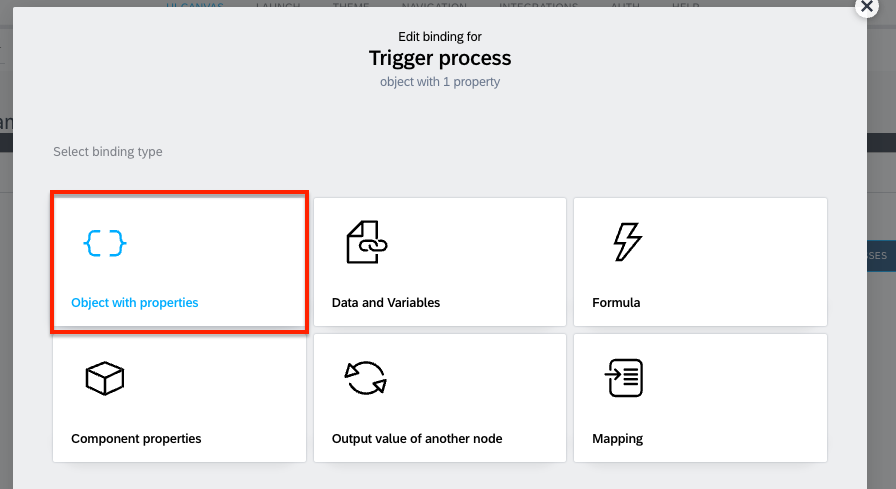 UI CANVAS LAUNCH THEME NAVIGATION INTEGRATIONS AUTH HELP
Edit binding for
Trigger process
object with 1 property
Select binding type
Object with properties
Data and Variables
Formula
Component properties
Output value of another node
Mapping